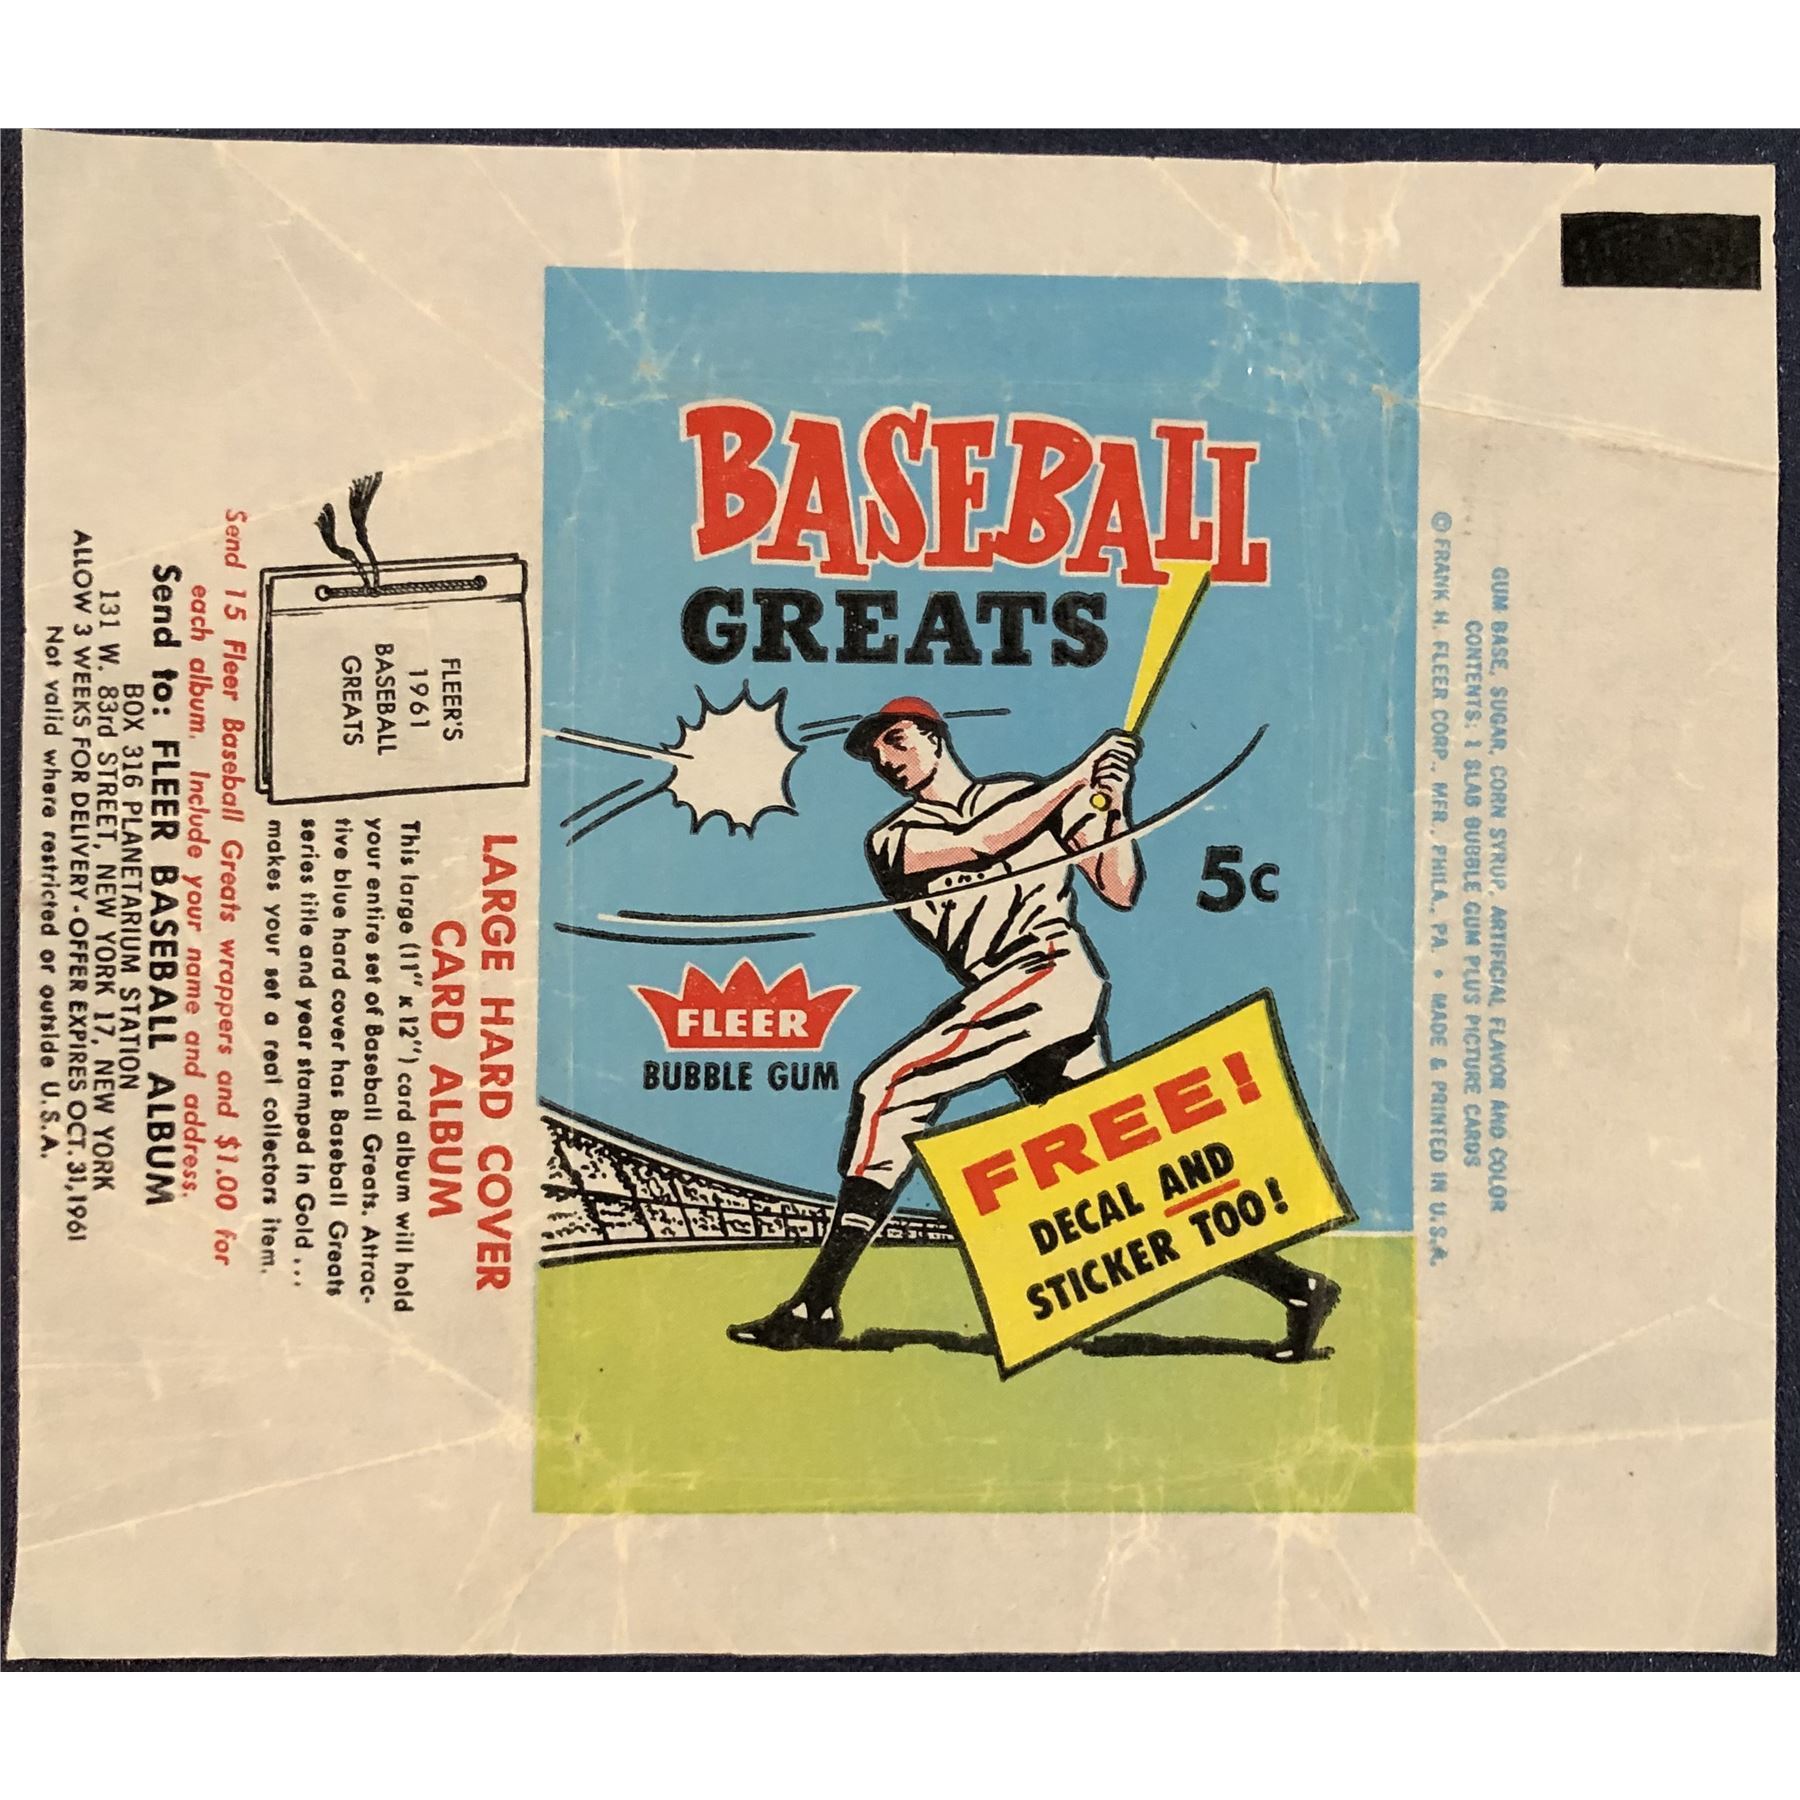 BASEBALL
GREATS
5c
FLEER
BUBBLE GUM
FREE!
DECAL AND
STICKER TOO!
LARGE HARD COVER
CARD ALBUM
This large (11" x 12") card album will hold
your entire set of Baseball Greats. Attrac-
tive blue hard cover has Baseball Greats
series title and year stamped in Gold...
makes your set a real collectors item.
FLEER'S
1961
BASEBALL
GREATS
Send 15 Fleer Baseball Greats wrappers and $1.00 for
each album. Include your name and address.
Send to: FLEER BASEBALL ALBUM
BOX 316 PLANETARIUM STATION
131 W. 83rd STREET, NEW YORK 17, NEW YORK
ALLOW 3 WEEKS FOR DELIVERY - OFFER EXPIRES OCT. 31, 1961
Not valid where restricted or outside U.S.A.
GUM BASE, SUGAR, CORN SYRUP, ARTIFICIAL FLAVOR AND COLOR
CONTENTS: 1 SLAB BUBBLE GUM PLUS PICTURE CARDS
© FRANK H. FLEER CORP., MFR., PHILA., PA. • MADE & PRINTED IN U.S.A.